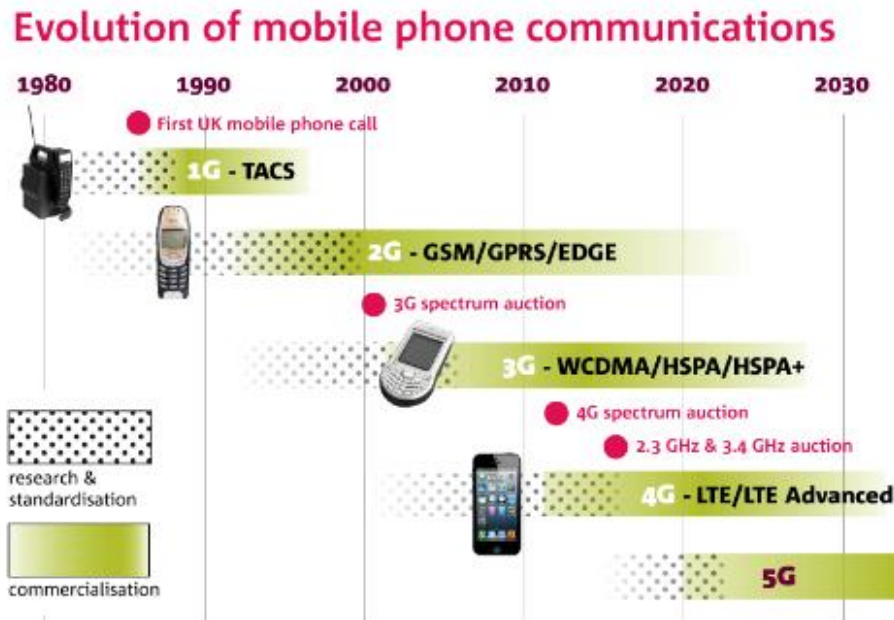 Evolution of mobile phone communications
1980 1990 2000 2010 2020 2030
First UK mobile phone call
1G - TACS
2G - GSM/GPRS/EDGE
3G spectrum auction
3G - WCDMA/HSPA/HSPA+
4G spectrum auction
2.3 GHz & 3.4 GHz auction
research &
standardisation
4G - LTE/LTE Advanced
commercialisation
5G